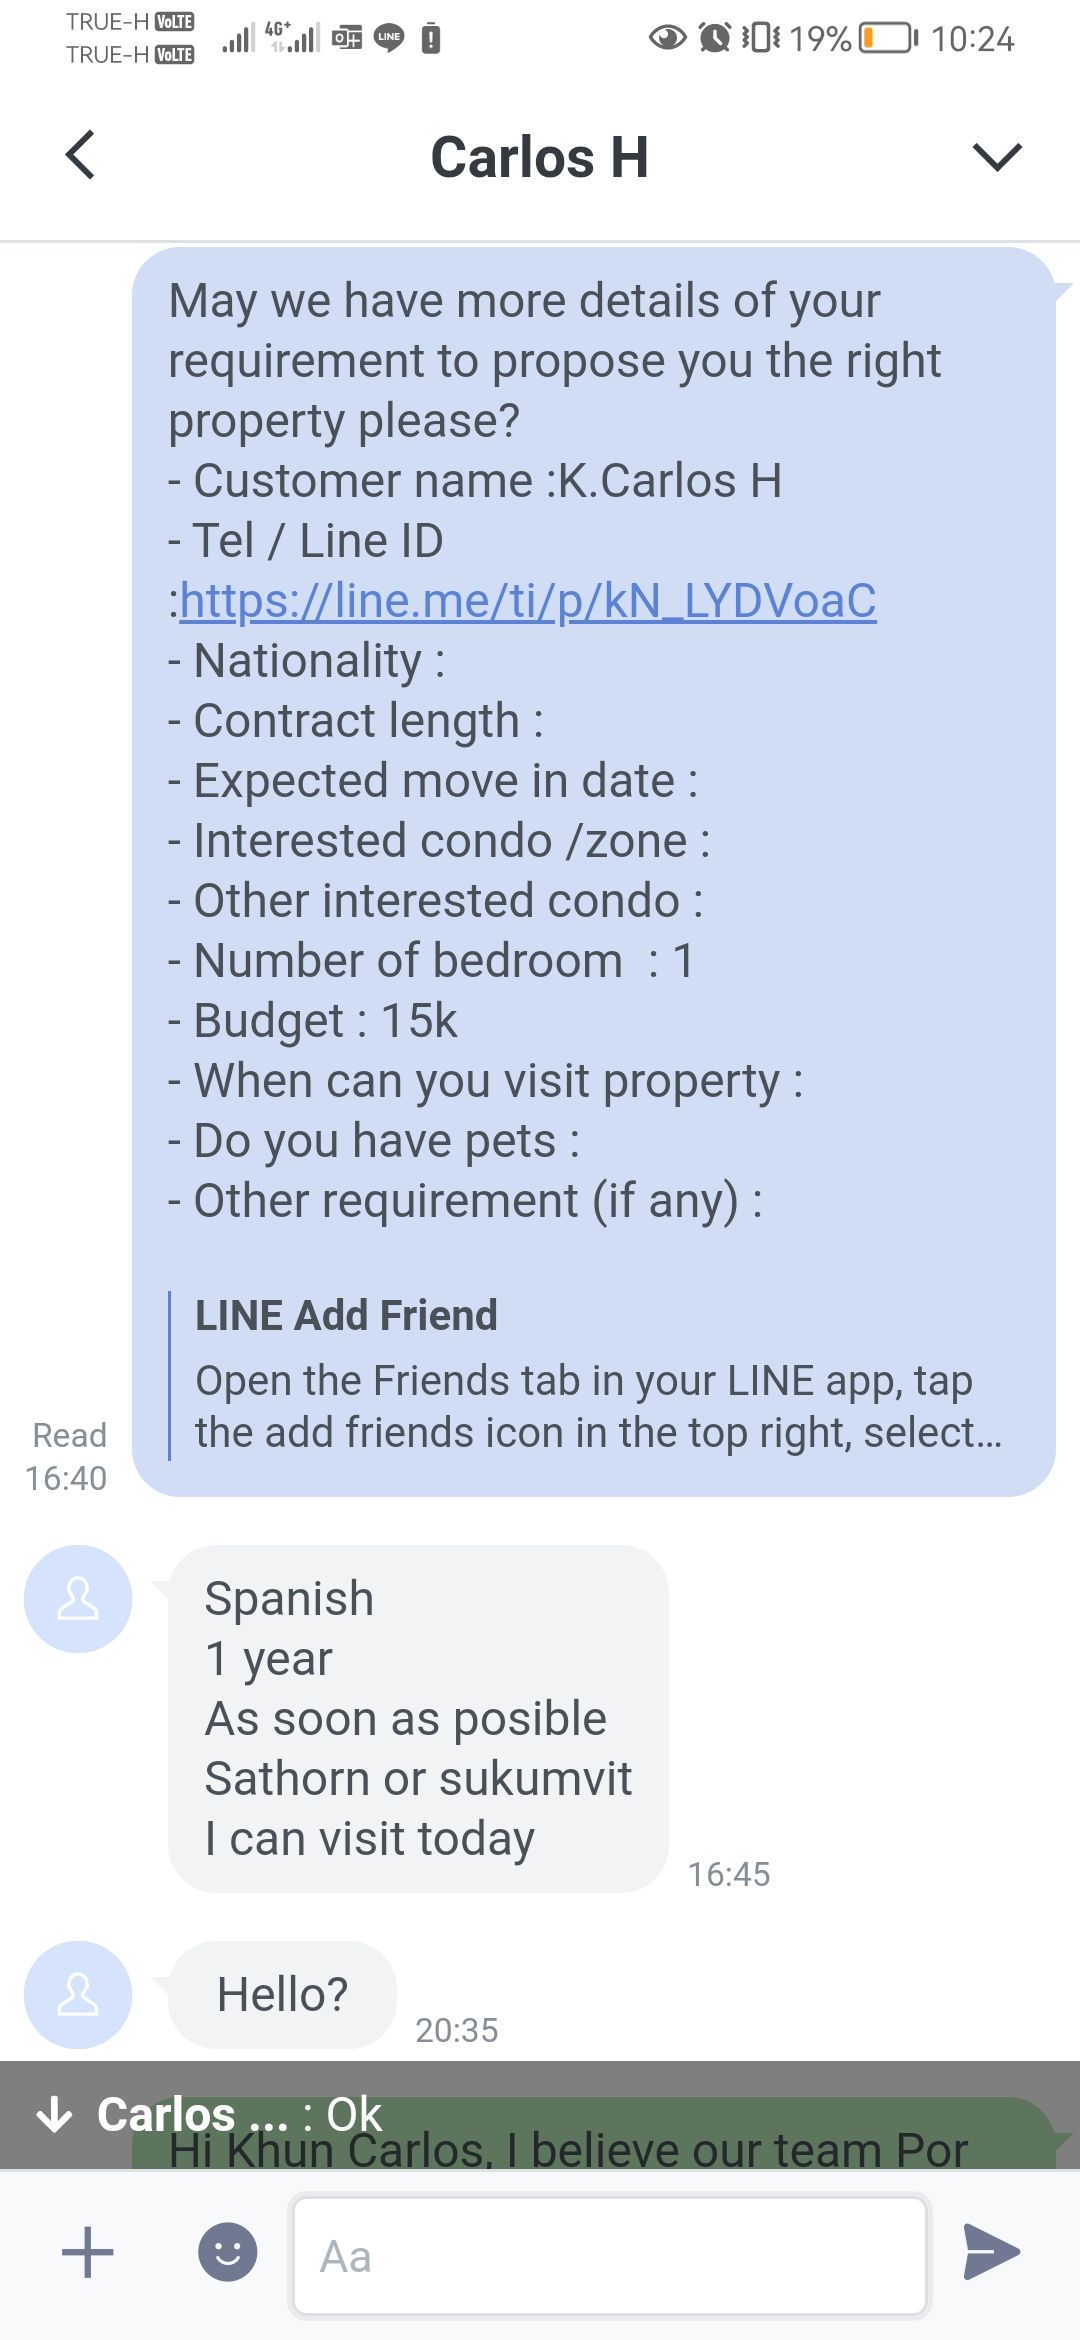 TRUE-H VoLTE
TRUE-H VoLTE
4G+
LINE
19%
10:24
Carlos H
May we have more details of your
requirement to propose you the right
property please?
- Customer name :K.Carlos H
- Tel / Line ID
:https://line.me/ti/p/kN_LYDVoaC
- Nationality :
- Contract length :
- Expected move in date :
- Interested condo /zone :
- Other interested condo :
- Number of bedroom  : 1
- Budget : 15k
- When can you visit property :
- Do you have pets :
- Other requirement (if any) :
LINE Add Friend
Open the Friends tab in your LINE app, tap
the add friends icon in the top right, select...
Read
16:40
Spanish
1 year
As soon as posible
Sathorn or sukumvit
I can visit today
16:45
Hello?
20:35
Carlos ... : Ok
Hi Khun Carlos, I believe our team Por
Aa